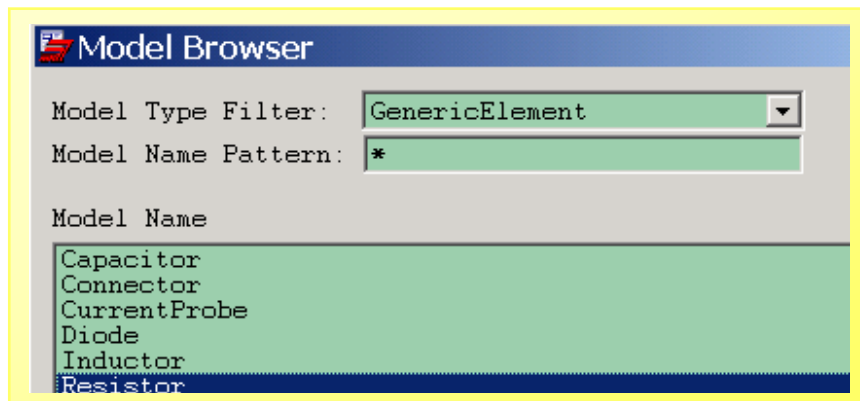 Model Browser
Model Type Filter: GenericElement
Model Name Pattern: *
Model Name
Capacitor
Connector
CurrentProbe
Diode
Inductor
Resistor